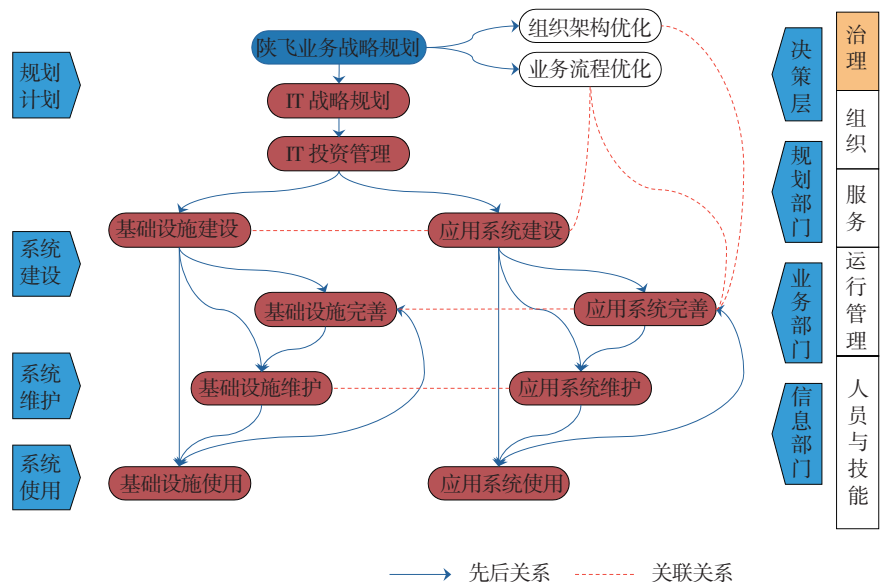 陕飞业务战略规划
组织架构优化
业务流程优化
IT 战略规划
IT 投资管理
基础设施建设
应用系统建设
基础设施完善
应用系统完善
基础设施维护
应用系统维护
基础设施使用
应用系统使用
规划
计划
系统
建设
系统
维护
系统
使用
决策层
规划部门
业务部门
信息部门
治理
组织
服务
运行管理
人员与技能
先后关系
关联关系